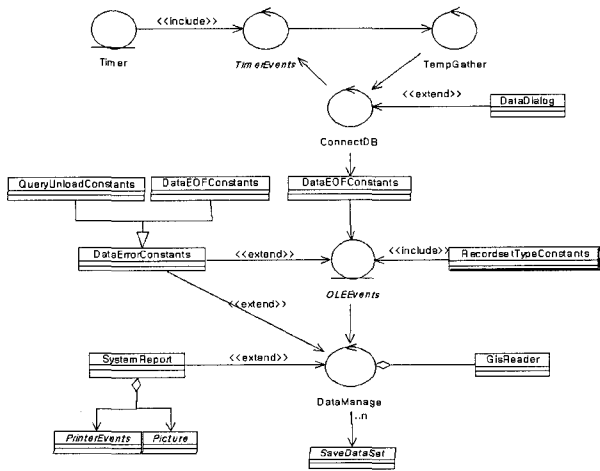 <<include>>
Timer
TimerEvents
TempGather
<<extend>>
DataDialog
ConnectDB
QueryUnloadConstants
DataEOFConstants
DataEOFConstants
DataErrorConstants
<<extend>>
<<include>>
RecordsetTypeConstants
OLEEvents
<<extend>>
SystemReport
<<extend>>
GisReader
DataManage
..n
PrinterEvents
Picture
SaveDataSet